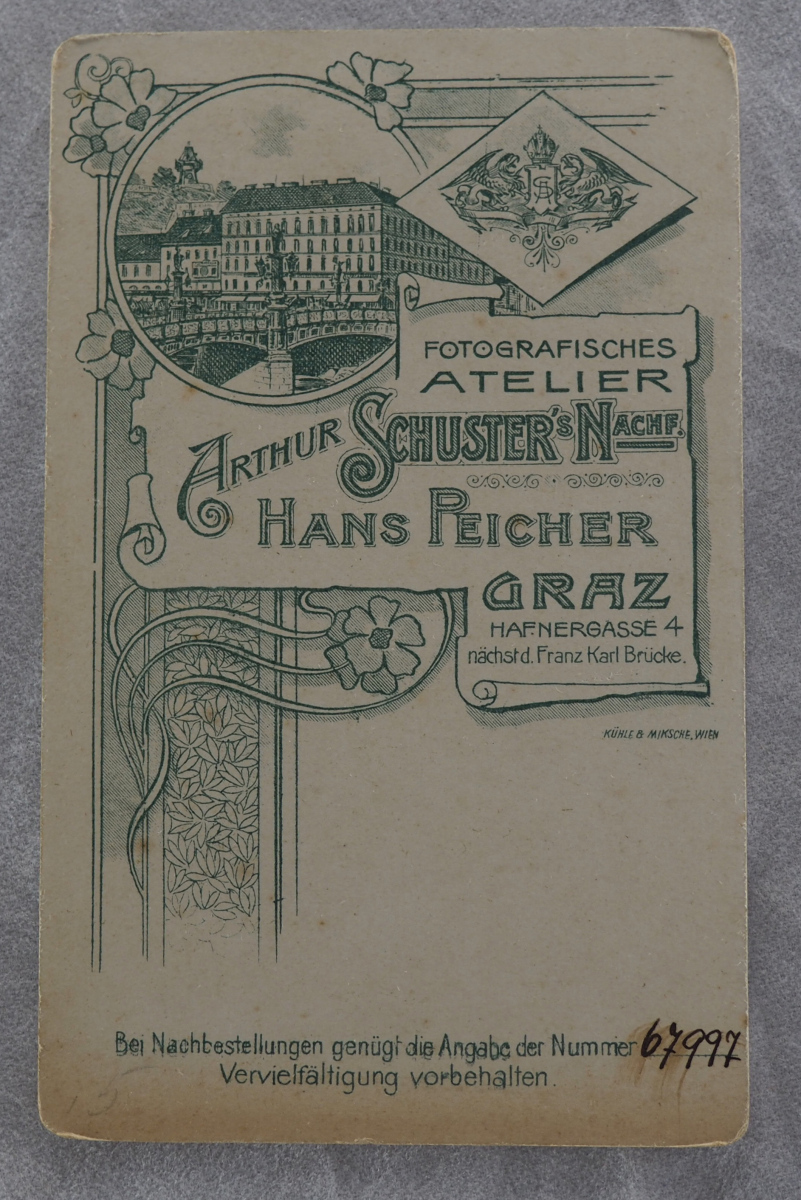 FOTOGRAFISCHES
ATELIER
ARTHUR SCHUSTER'S NACHF.
HANS PEICHER
GRAZ
HAFNERGASSE 4
nächst d. Franz Karl Brücke.
KÜHLE & MIKSCHE, WIEN
Bei Nachbestellungen genügt die Angabe der Nummer 67997
Vervielfältigung vorbehalten.